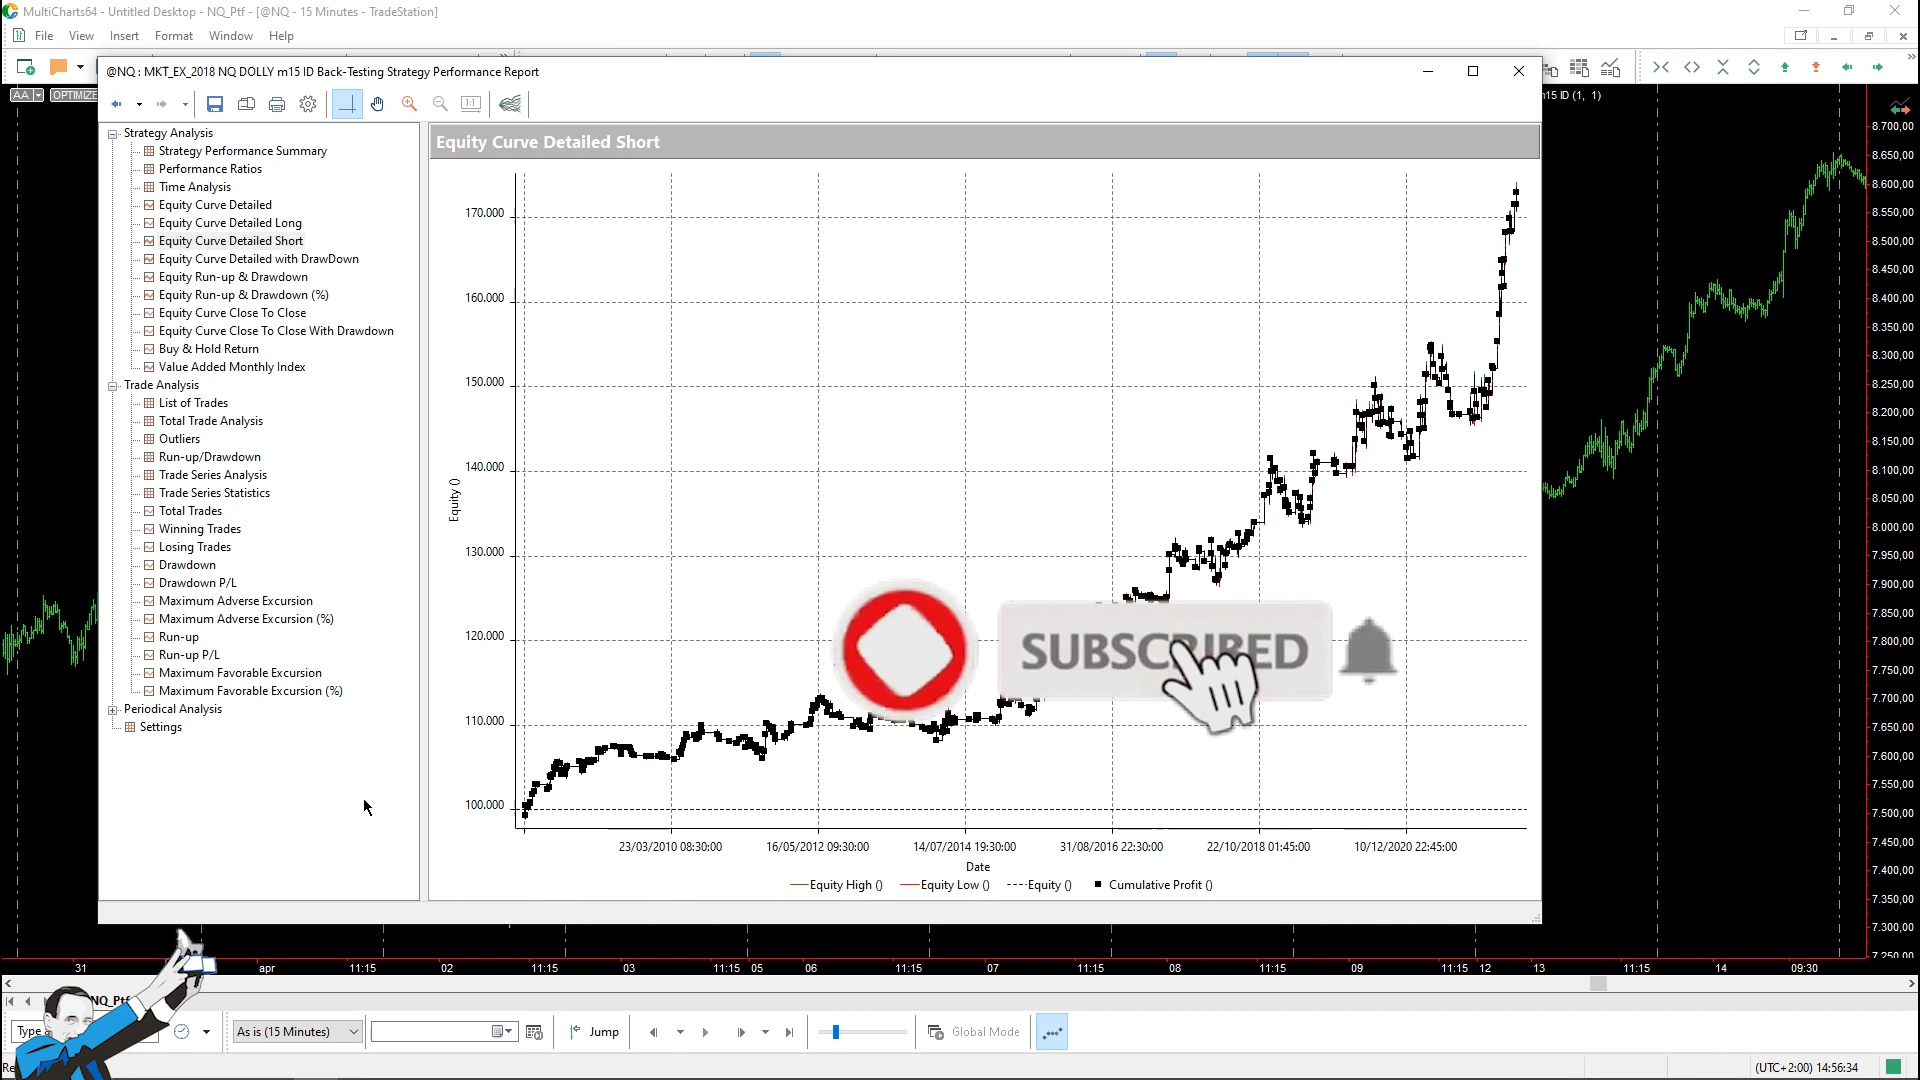 MultiCharts64 - Untitled Desktop - NQ_Ptf - [@NQ - 15 Minutes - TradeStation]
File View Insert Format Window Help
@NQ : MKT_EX_2018 NQ DOLLY m15 ID Back-Testing Strategy Performance Report
AA OPTIMIZE
m15 ID (1, 1)
1:1
Strategy Analysis
Strategy Performance Summary
Performance Ratios
Time Analysis
Equity Curve Detailed
Equity Curve Detailed Long
Equity Curve Detailed Short
Equity Curve Detailed with DrawDown
Equity Run-up & Drawdown
Equity Run-up & Drawdown (%)
Equity Curve Close To Close
Equity Curve Close To Close With Drawdown
Buy & Hold Return
Value Added Monthly Index
Trade Analysis
List of Trades
Total Trade Analysis
Outliers
Run-up/Drawdown
Trade Series Analysis
Trade Series Statistics
Total Trades
Winning Trades
Losing Trades
Drawdown
Drawdown P/L
Maximum Adverse Excursion
Maximum Adverse Excursion (%)
Run-up
Run-up P/L
Maximum Favorable Excursion
Maximum Favorable Excursion (%)
Periodical Analysis
Settings
Equity Curve Detailed Short
170.000
160.000
150.000
140.000
130.000
120.000
110.000
100.000
Equity ()
SUBSCRIBED
23/03/2010 08:30:00 16/05/2012 09:30:00 14/07/2014 19:30:00 31/08/2016 22:30:00 22/10/2018 01:45:00 10/12/2020 22:45:00
Date
Equity High () Equity Low () Equity () Cumulative Profit ()
8.700,00
8.650,00
8.600,00
8.550,00
8.500,00
8.450,00
8.400,00
8.350,00
8.300,00
8.250,00
8.200,00
8.150,00
8.100,00
8.050,00
8.000,00
7.950,00
7.900,00
7.850,00
7.800,00
7.750,00
7.700,00
7.650,00
7.600,00
7.550,00
7.500,00
7.450,00
7.400,00
7.350,00
7.300,00
7.250,00
31 apr 11:15 02 11:15 03 11:15 05 06 11:15 07 11:15 08 11:15 09 11:15 12 13 11:15 14 09:30
NQ_Ptf
Type a
As is (15 Minutes)
Jump
Global Mode
Re
(UTC+2:00) 14:56:34